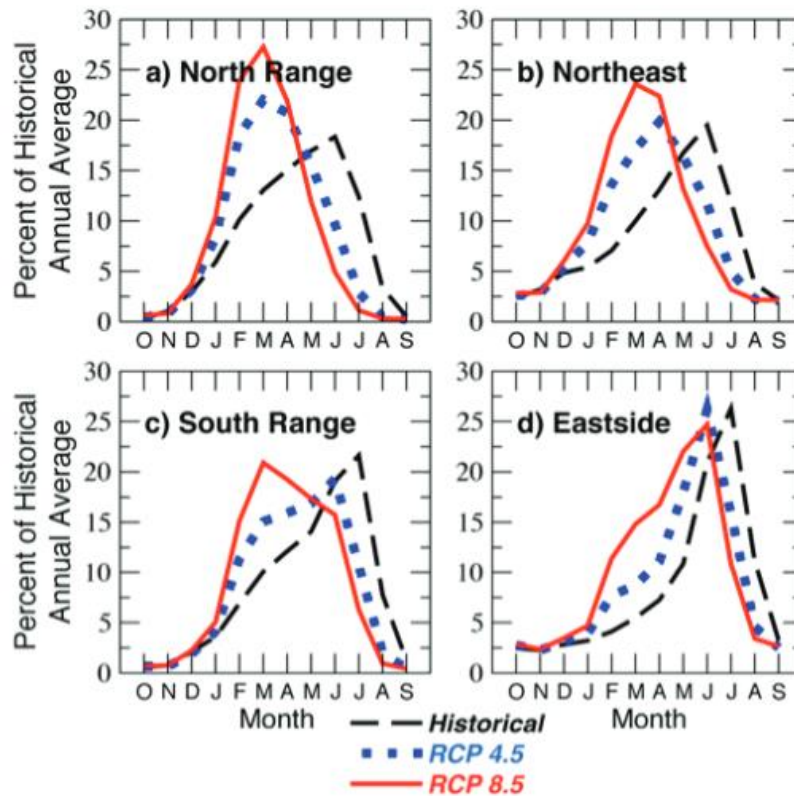 Percent of Historical
Annual Average
30
25
20
15
10
5
0
a) North Range
O N D J F M A M J J A S
30
25
20
15
10
5
0
b) Northeast
O N D J F M A M J J A S
Percent of Historical
Annual Average
30
25
20
15
10
5
0
c) South Range
O N D J F M A M J J A S
Month
30
25
20
15
10
5
0
d) Eastside
O N D J F M A M J J A S
Month
Historical
RCP 4.5
RCP 8.5